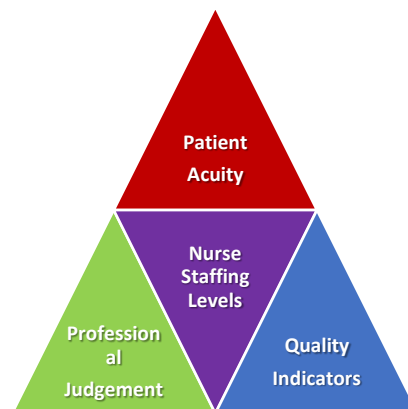 Patient
Acuity
Nurse
Staffing
Levels
Profession
al
Judgement
Quality
Indicators